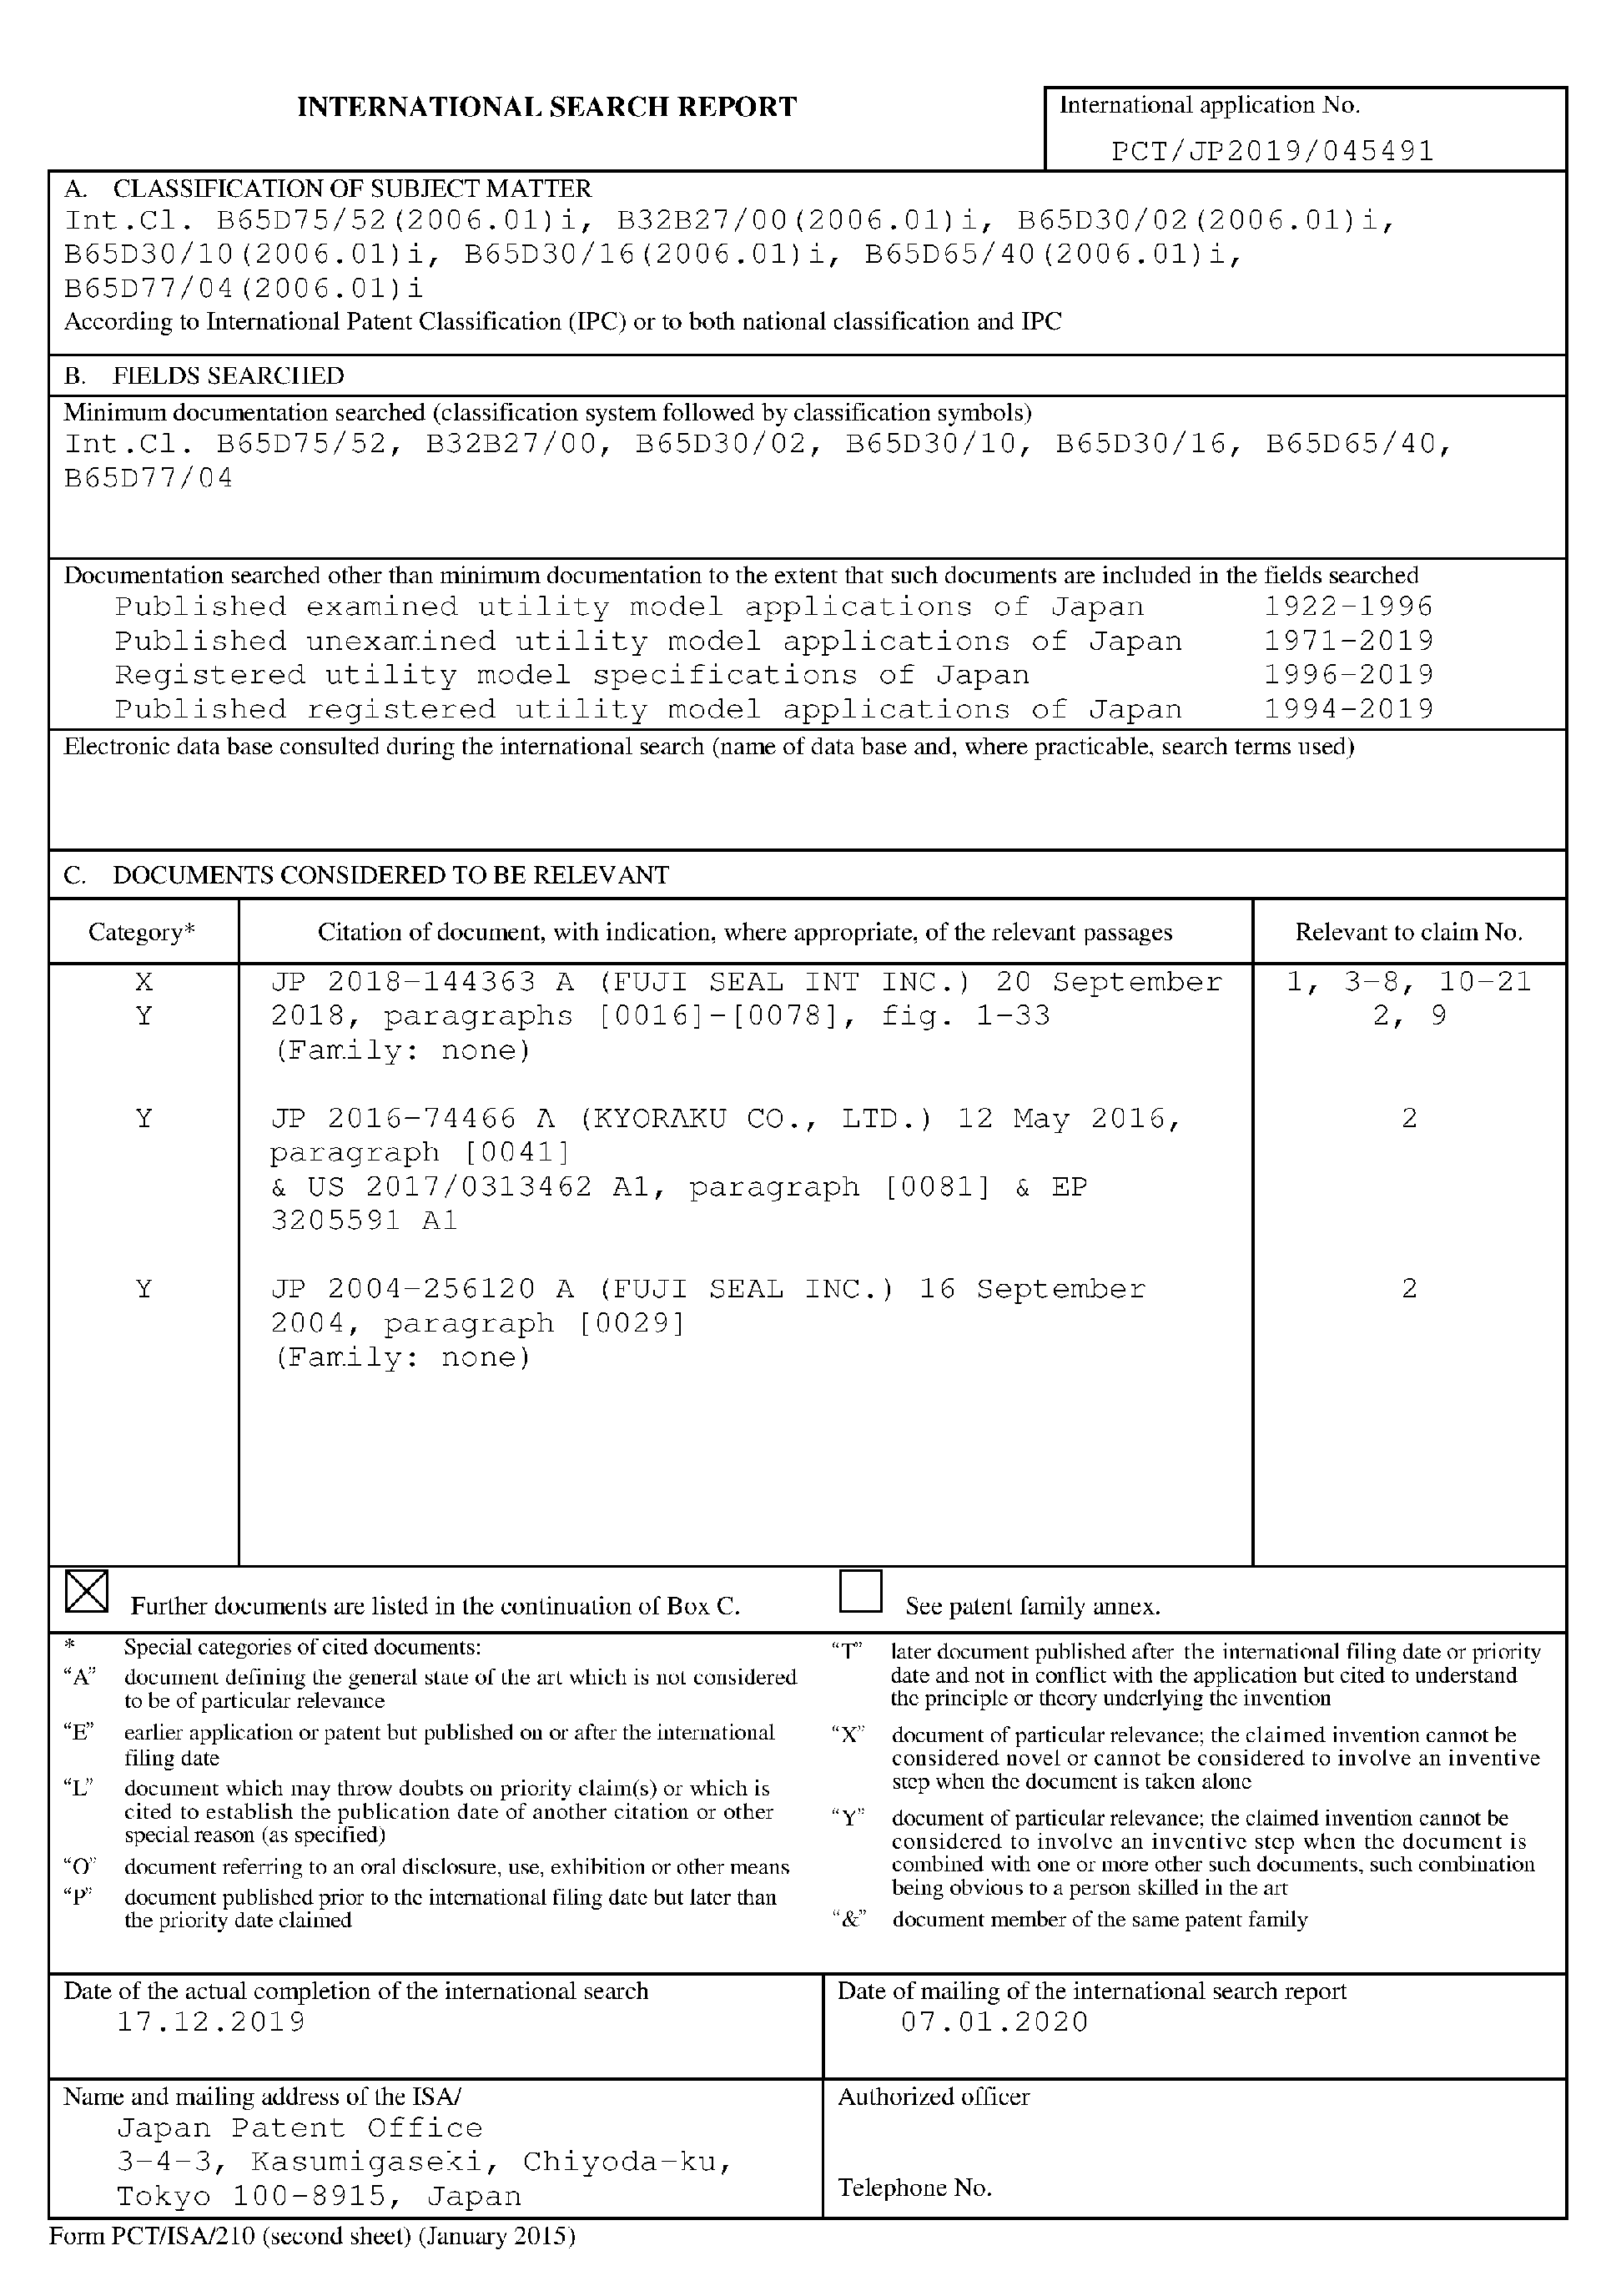 INTERNATIONAL SEARCH REPORT
International application No.
PCT/JP2019/045491
A. CLASSIFICATION OF SUBJECT MATTER
Int.Cl. B65D75/52(2006.01)i, B32B27/00(2006.01)i, B65D30/02(2006.01)i,
B65D30/10(2006.01)i, B65D30/16(2006.01)i, B65D65/40(2006.01)i,
B65D77/04(2006.01)i
According to International Patent Classification (IPC) or to both national classification and IPC
B. FIELDS SEARCHED
Minimum documentation searched (classification system followed by classification symbols)
Int.Cl. B65D75/52, B32B27/00, B65D30/02, B65D30/10, B65D30/16, B65D65/40,
B65D77/04
Documentation searched other than minimum documentation to the extent that such documents are included in the fields searched
Published examined utility model applications of Japan 1922-1996
Published unexamined utility model applications of Japan 1971-2019
Registered utility model specifications of Japan 1996-2019
Published registered utility model applications of Japan 1994-2019
Electronic data base consulted during the international search (name of data base and, where practicable, search terms used)
C. DOCUMENTS CONSIDERED TO BE RELEVANT
Category* Citation of document, with indication, where appropriate, of the relevant passages Relevant to claim No.
X JP 2018-144363 A (FUJI SEAL INT INC.) 20 September 1, 3-8, 10-21
Y 2018, paragraphs [0016]-[0078], fig. 1-33 2, 9
(Family: none)
Y JP 2016-74466 A (KYORAKU CO., LTD.) 12 May 2016, 2
paragraph [0041]
& US 2017/0313462 A1, paragraph [0081] & EP
3205591 A1
Y JP 2004-256120 A (FUJI SEAL INC.) 16 September 2
2004, paragraph [0029]
(Family: none)
Further documents are listed in the continuation of Box C.
See patent family annex.
* Special categories of cited documents:
"A" document defining the general state of the art which is not considered
to be of particular relevance
"E" earlier application or patent but published on or after the international
filing date
"L" document which may throw doubts on priority claim(s) or which is
cited to establish the publication date of another citation or other
special reason (as specified)
"O" document referring to an oral disclosure, use, exhibition or other means
"P" document published prior to the international filing date but later than
the priority date claimed
"T" later document published after the international filing date or priority
date and not in conflict with the application but cited to understand
the principle or theory underlying the invention
"X" document of particular relevance; the claimed invention cannot be
considered novel or cannot be considered to involve an inventive
step when the document is taken alone
"Y" document of particular relevance; the claimed invention cannot be
considered to involve an inventive step when the document is
combined with one or more other such documents, such combination
being obvious to a person skilled in the art
"&" document member of the same patent family
Date of the actual completion of the international search
17.12.2019
Date of mailing of the international search report
07.01.2020
Name and mailing address of the ISA/
Japan Patent Office
3-4-3, Kasumigaseki, Chiyoda-ku,
Tokyo 100-8915, Japan
Authorized officer
Telephone No.
Form PCT/ISA/210 (second sheet) (January 2015)